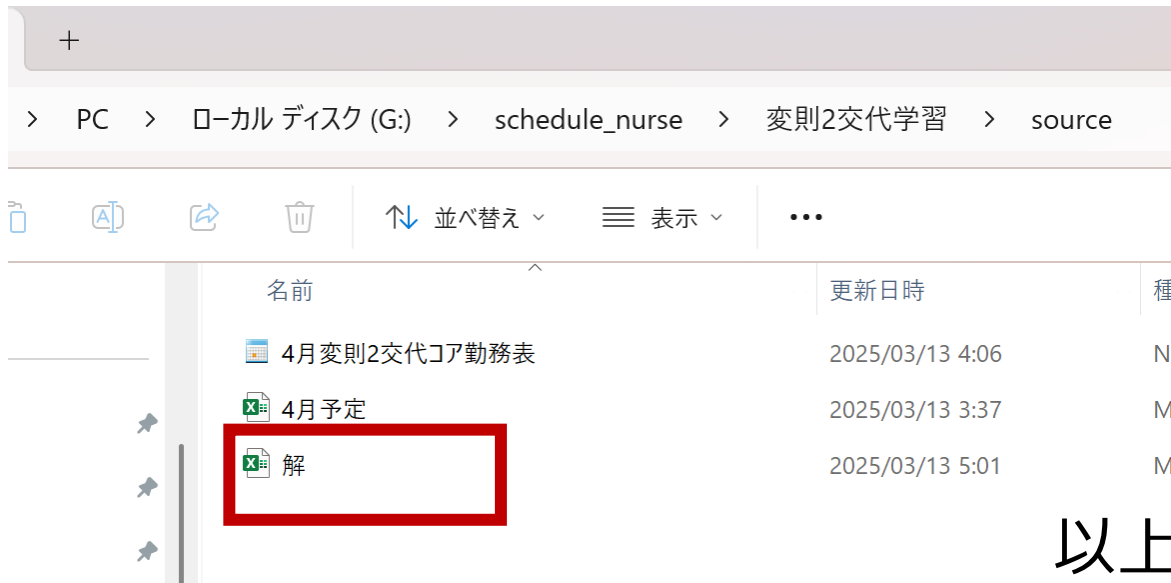 PC > ローカル ディスク (G:) > schedule_nurse > 変則2交代学習 > source
並べ替え 表示
名前 更新日時 種
4月変則2交代コア勤務表 2025/03/13 4:06 N
4月予定 2025/03/13 3:37 M
解 2025/03/13 5:01 M
以上